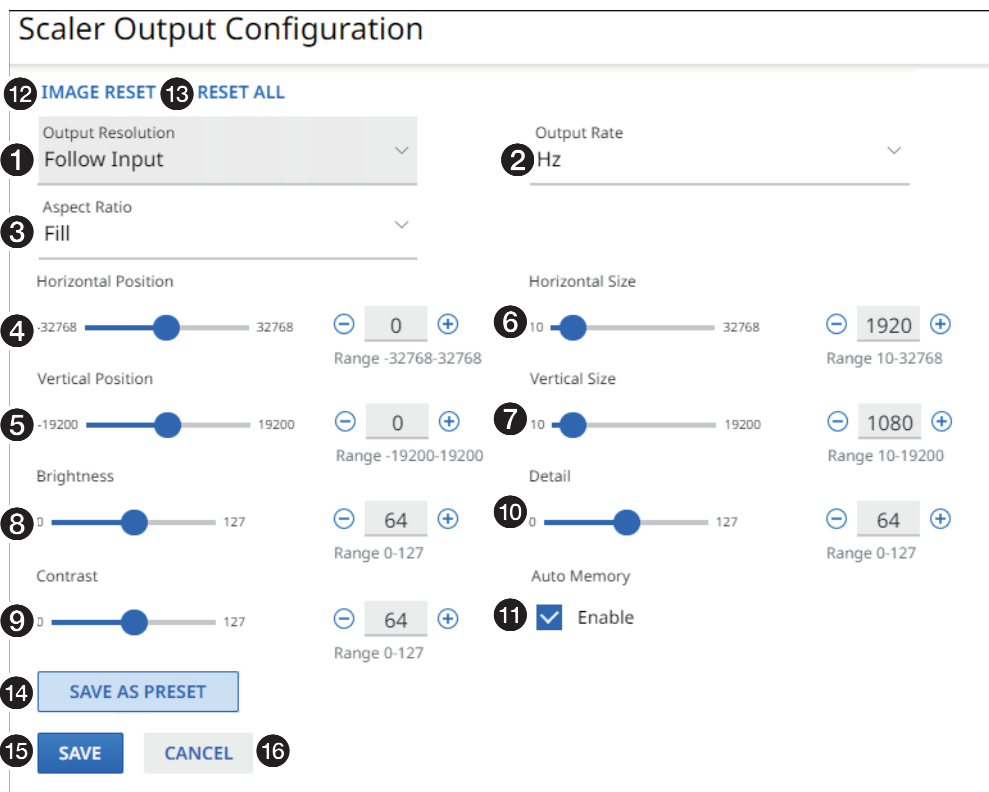 Scaler Output Configuration
12 IMAGE RESET 13 RESET ALL
Output Resolution
1 Follow Input
Output Rate
2 Hz
Aspect Ratio
3 Fill
Horizontal Position
4 -32768 32768 0
Range -32768-32768
Horizontal Size
6 10 32768 1920
Range 10-32768
Vertical Position
5 -19200 19200 0
Range -19200-19200
Vertical Size
7 10 19200 1080
Range 10-19200
Brightness
8 0 127 64
Range 0-127
Detail
10 0 127 64
Range 0-127
Contrast
9 0 127 64
Range 0-127
Auto Memory
11 Enable
14 SAVE AS PRESET
15 SAVE CANCEL 16